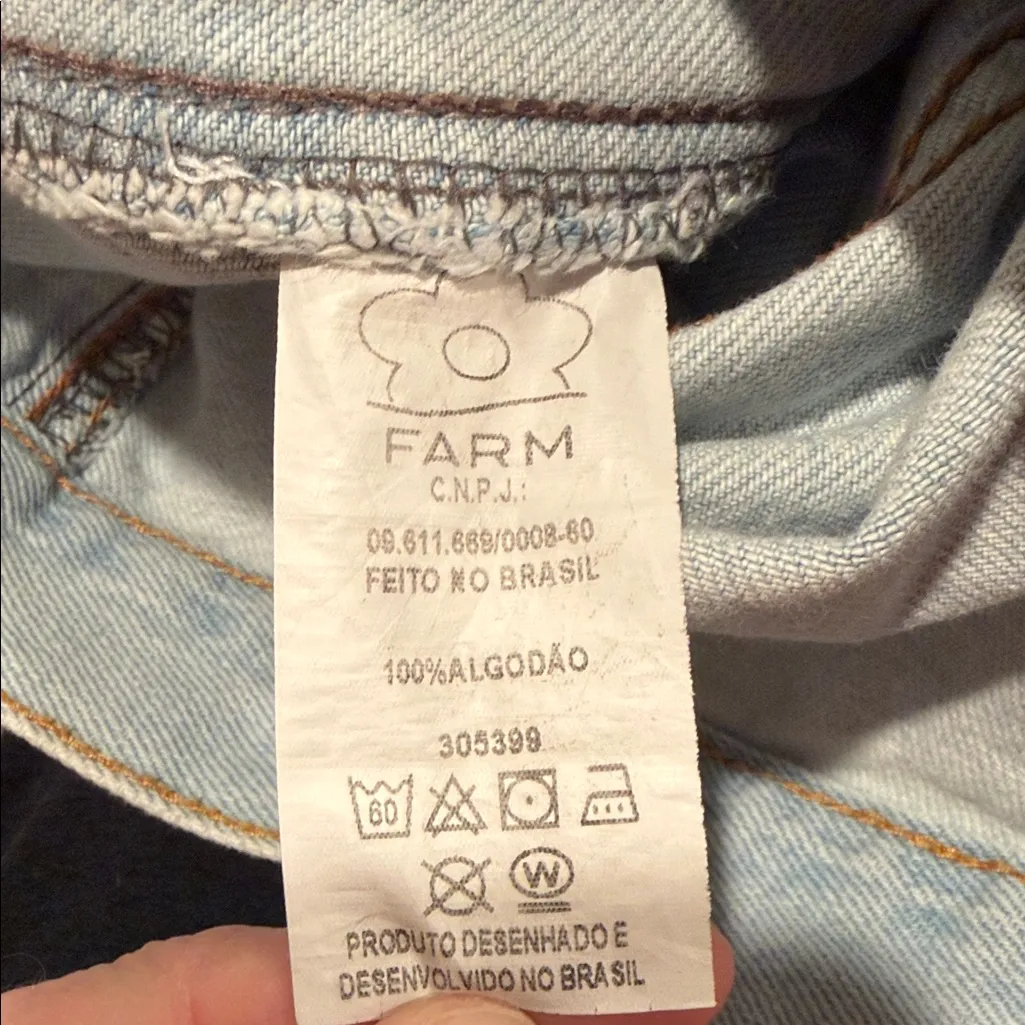 FARM
C.N.P.J.:
09.611.669/0008-60
FEITO NO BRASIL
100%ALGODÃO
305399
60
W
PRODUTO DESENHADO E
DESENVOLVIDO NO BRASIL